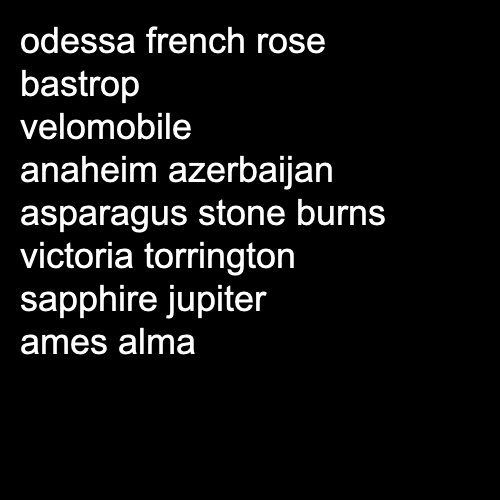 odessa french rose
bastrop
velomobile
anaheim azerbaijan
asparagus stone burns
victoria torrington
sapphire jupiter
ames alma